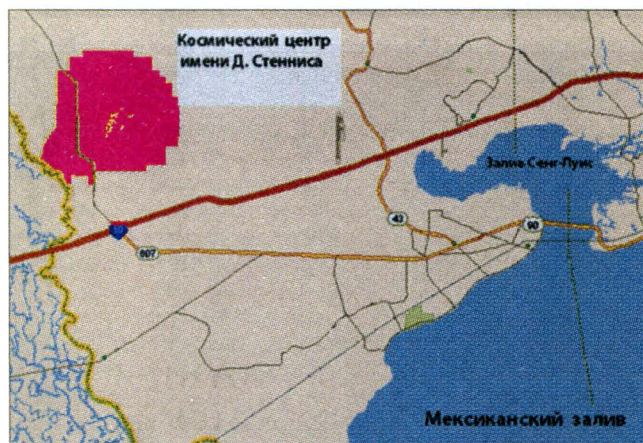 Космический центр
имени Д. Стенниса
Залив Сент-Луис
43
90
607
Мексиканский залив